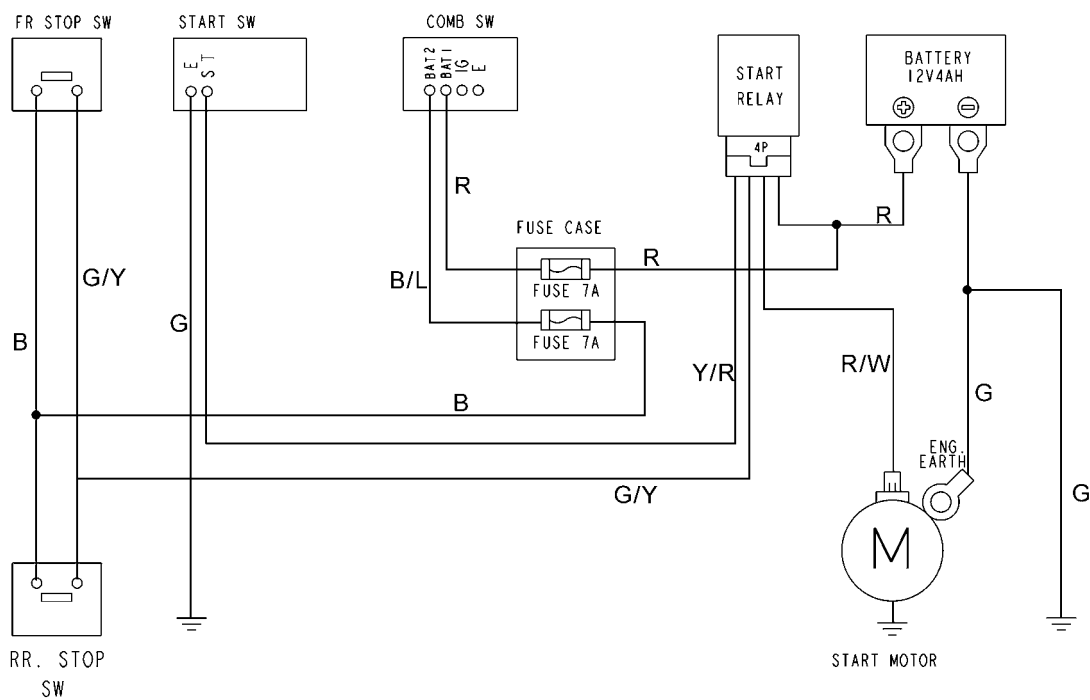 FR STOP SW
START SW
COMB SW
E
ST
BAT2
BAT1
IG
E
START
RELAY
4P
BATTERY
12V4AH
+
-
R
R
FUSE CASE
R
FUSE 7A
FUSE 7A
G/Y
B/L
G
B
Y/R
R/W
G
B
ENG.
EARTH
G/Y
G
M
RR. STOP
SW
START MOTOR